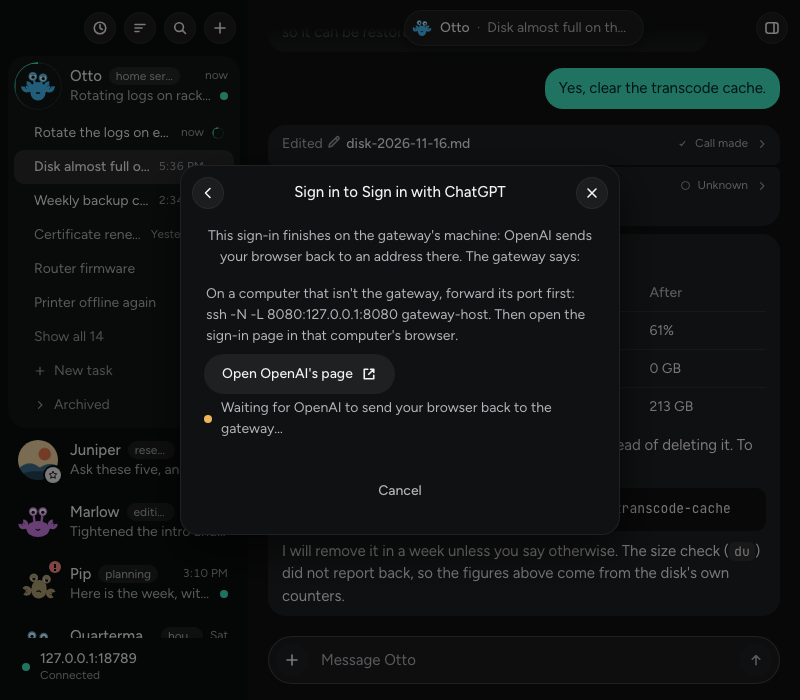 so it can be restor
Otto · Disk almost full on th...
Otto home ser... now
Rotating logs on rack...
Rotate the logs on e... now
Disk almost full o... 5:36 PM
Weekly backup c... 2:34
Certificate rene... Yeste
Router firmware
Printer offline again
Show all 14
New task
Archived
Juniper rese...
Ask these five, an
Marlow editi...
Tightened the intro and...
Pip planning 3:10 PM
Here is the week, wit...
Quarterma hou... Sat
127.0.0.1:18789
Connected
Yes, clear the transcode cache.
Edited disk-2026-11-16.md Call made
Unknown
Sign in to Sign in with ChatGPT
This sign-in finishes on the gateway's machine: OpenAI sends
your browser back to an address there. The gateway says:
On a computer that isn't the gateway, forward its port first:
ssh -N -L 8080:127.0.0.1:8080 gateway-host. Then open the
sign-in page in that computer's browser.
Open OpenAI's page
Waiting for OpenAI to send your browser back to the
gateway...
Cancel
After
61%
0 GB
213 GB
ead of deleting it. To
transcode-cache
I will remove it in a week unless you say otherwise. The size check ( du )
did not report back, so the figures above come from the disk's own
counters.
Message Otto